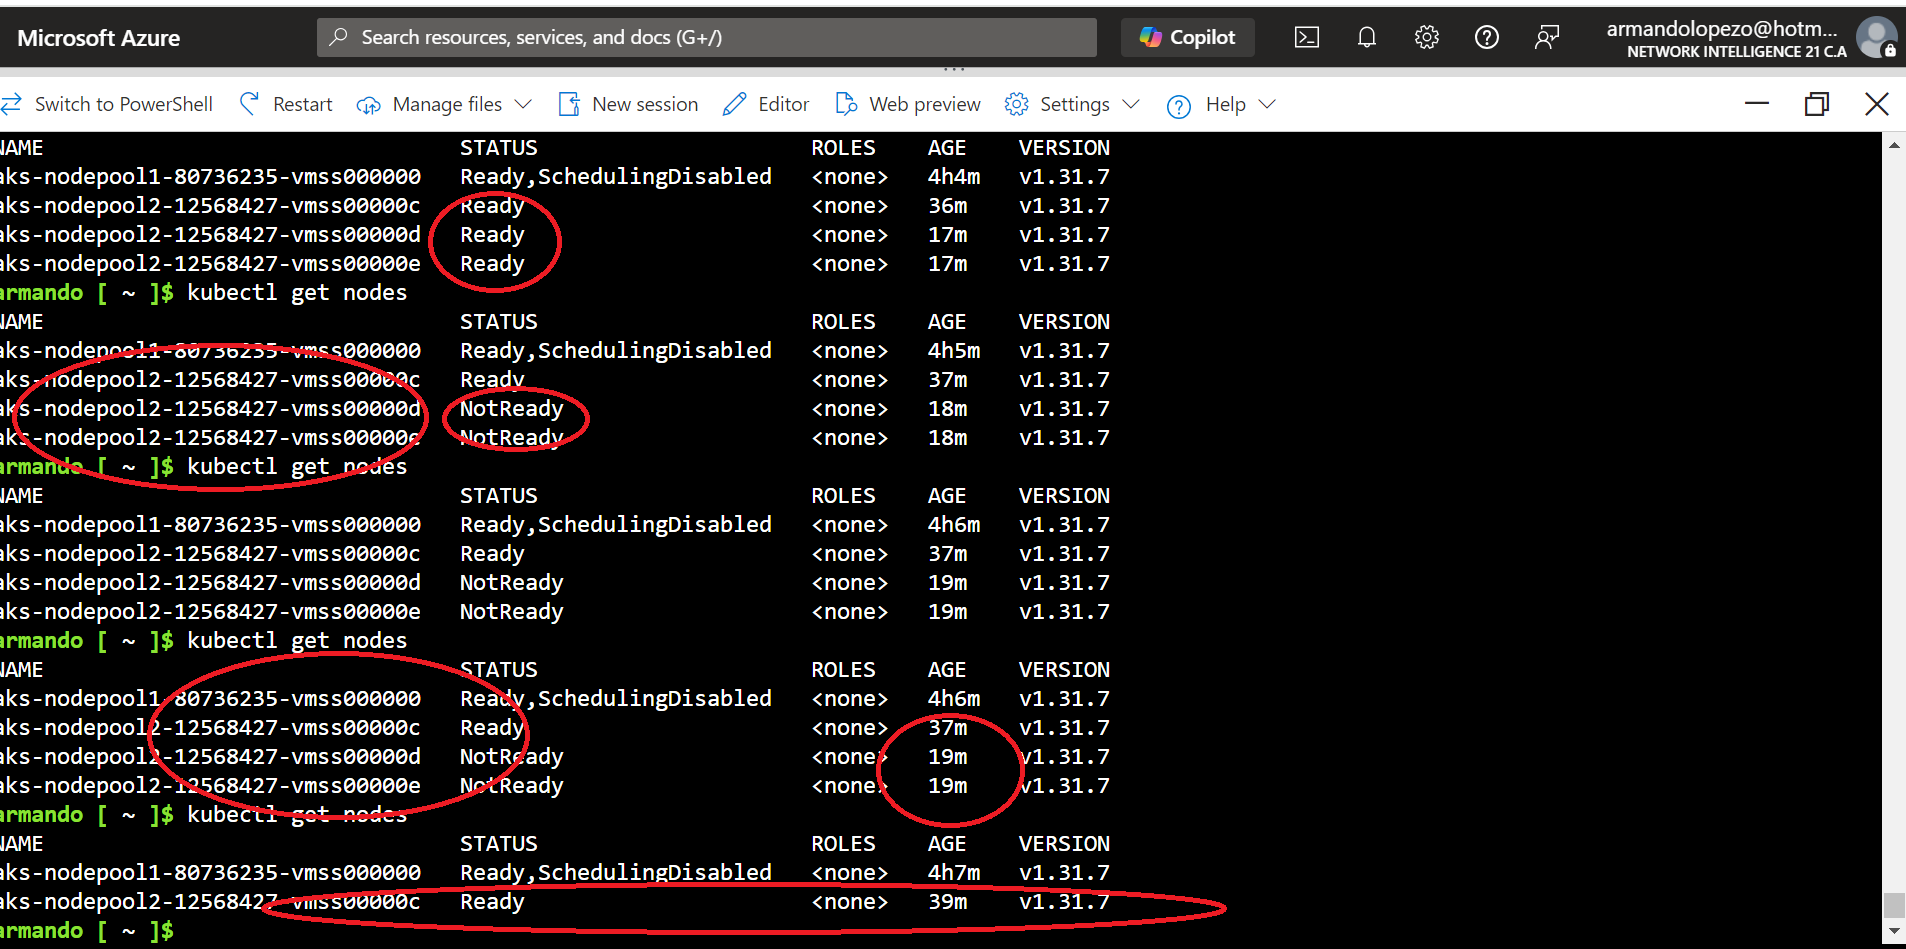 Microsoft Azure
Search resources, services, and docs (G+/)
Copilot
armandolopezo@hotm...
NETWORK INTELLIGENCE 21 C.A
Switch to PowerShell Restart Manage files New session Editor Web preview Settings Help
NAME STATUS ROLES AGE VERSION
aks-nodepool1-80736235-vmss000000 Ready,SchedulingDisabled <none> 4h4m v1.31.7
aks-nodepool2-12568427-vmss00000c Ready <none> 36m v1.31.7
aks-nodepool2-12568427-vmss00000d Ready <none> 17m v1.31.7
aks-nodepool2-12568427-vmss00000e Ready <none> 17m v1.31.7
armando [ ~ ]$ kubectl get nodes
NAME STATUS ROLES AGE VERSION
aks-nodepool1-80736235-vmss000000 Ready,SchedulingDisabled <none> 4h5m v1.31.7
aks-nodepool2-12568427-vmss00000c Ready <none> 37m v1.31.7
aks-nodepool2-12568427-vmss00000d NotReady <none> 18m v1.31.7
aks-nodepool2-12568427-vmss00000e NotReady <none> 18m v1.31.7
armando [ ~ ]$ kubectl get nodes
NAME STATUS ROLES AGE VERSION
aks-nodepool1-80736235-vmss000000 Ready,SchedulingDisabled <none> 4h6m v1.31.7
aks-nodepool2-12568427-vmss00000c Ready <none> 37m v1.31.7
aks-nodepool2-12568427-vmss00000d NotReady <none> 19m v1.31.7
aks-nodepool2-12568427-vmss00000e NotReady <none> 19m v1.31.7
armando [ ~ ]$ kubectl get nodes
NAME STATUS ROLES AGE VERSION
aks-nodepool1-80736235-vmss000000 Ready,SchedulingDisabled <none> 4h6m v1.31.7
aks-nodepool2-12568427-vmss00000c Ready <none> 37m v1.31.7
aks-nodepool2-12568427-vmss00000d NotReady <none> 19m v1.31.7
aks-nodepool2-12568427-vmss00000e NotReady <none> 19m v1.31.7
armando [ ~ ]$ kubectl get nodes
NAME STATUS ROLES AGE VERSION
aks-nodepool1-80736235-vmss000000 Ready,SchedulingDisabled <none> 4h7m v1.31.7
aks-nodepool2-12568427-vmss00000c Ready <none> 39m v1.31.7
armando [ ~ ]$